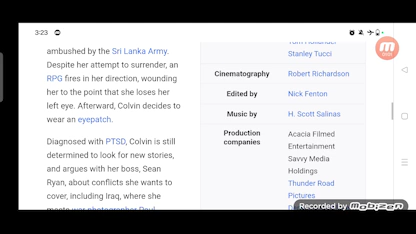 3:23
ambushed by the Sri Lanka Army.
Despite her attempt to surrender, an
RPG fires in her direction, wounding
her to the point that she loses her
left eye. Afterward, Colvin decides to
wear an eyepatch.
Diagnosed with PTSD, Colvin is still
determined to look for new stories,
and argues with her boss, Sean
Ryan, about conflicts she wants to
cover, including Iraq, where she
meets war photographer Paul
Stanley Tucci
Cinematography Robert Richardson
Edited by Nick Fenton
Music by H. Scott Salinas
Production companies
Acacia Filmed
Entertainment
Savvy Media
Holdings
Thunder Road
Pictures
Recorded by Mobizen